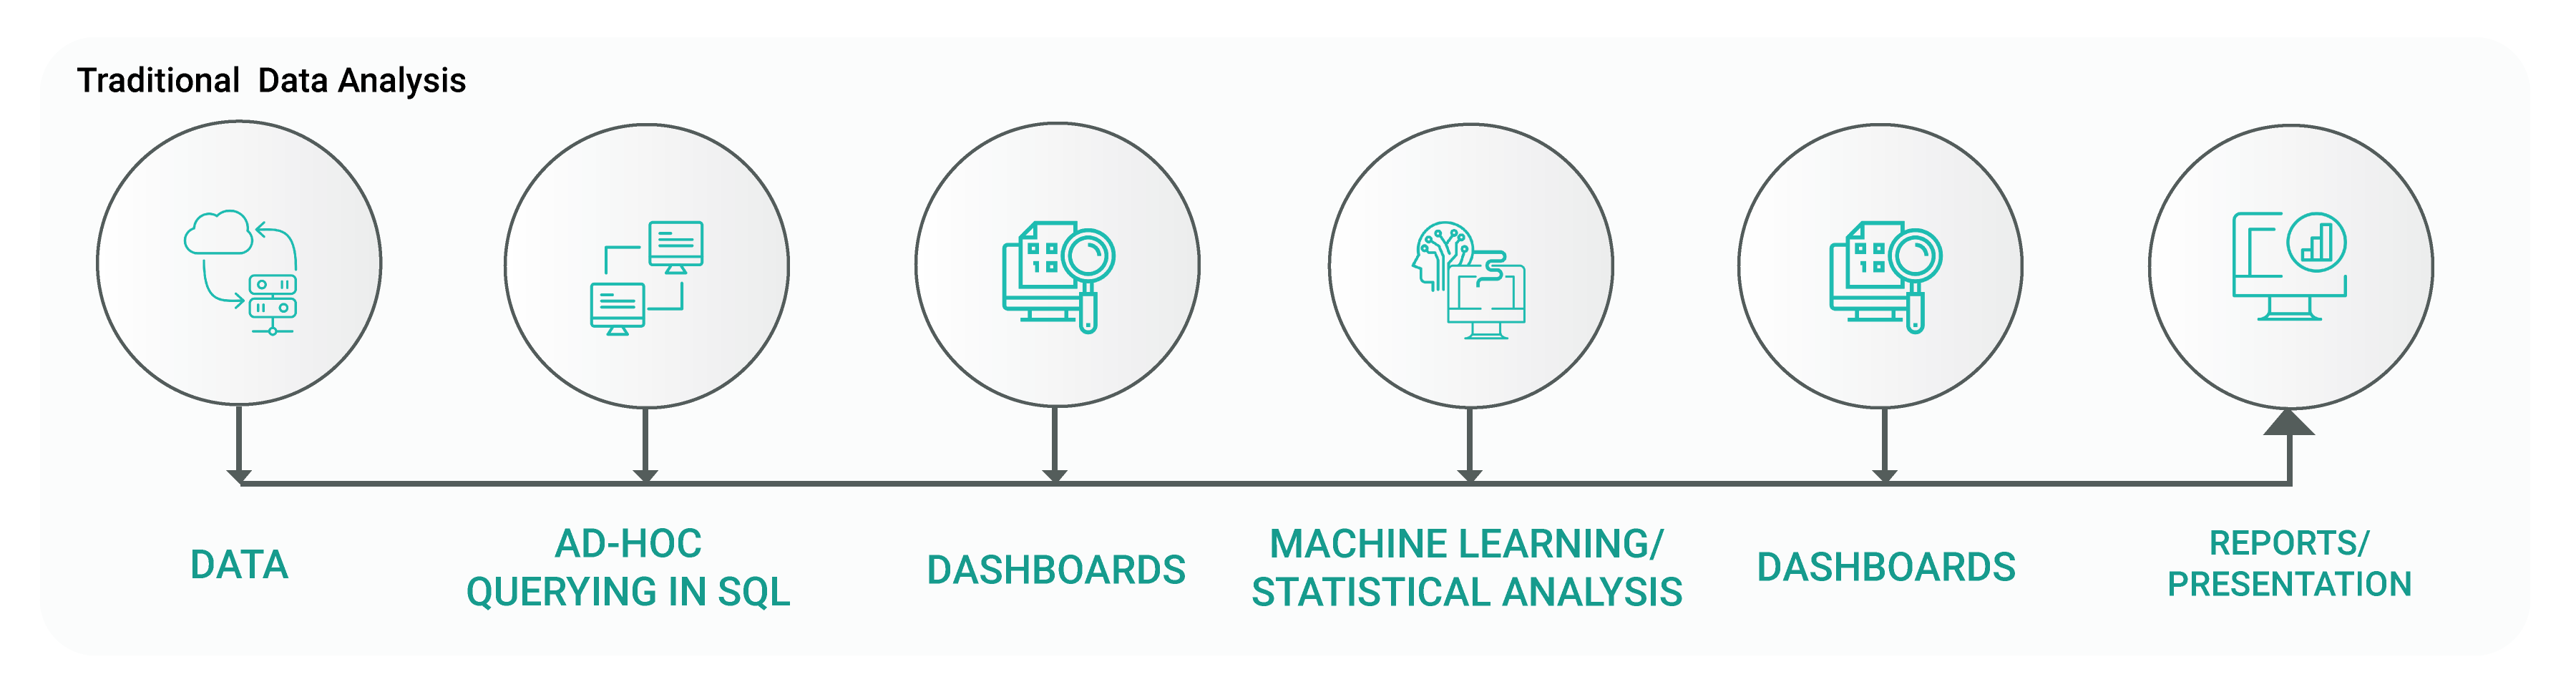 Traditional  Data Analysis
DATA
AD-HOC
QUERYING IN SQL
DASHBOARDS
MACHINE LEARNING/
STATISTICAL ANALYSIS
DASHBOARDS
REPORTS/
PRESENTATION